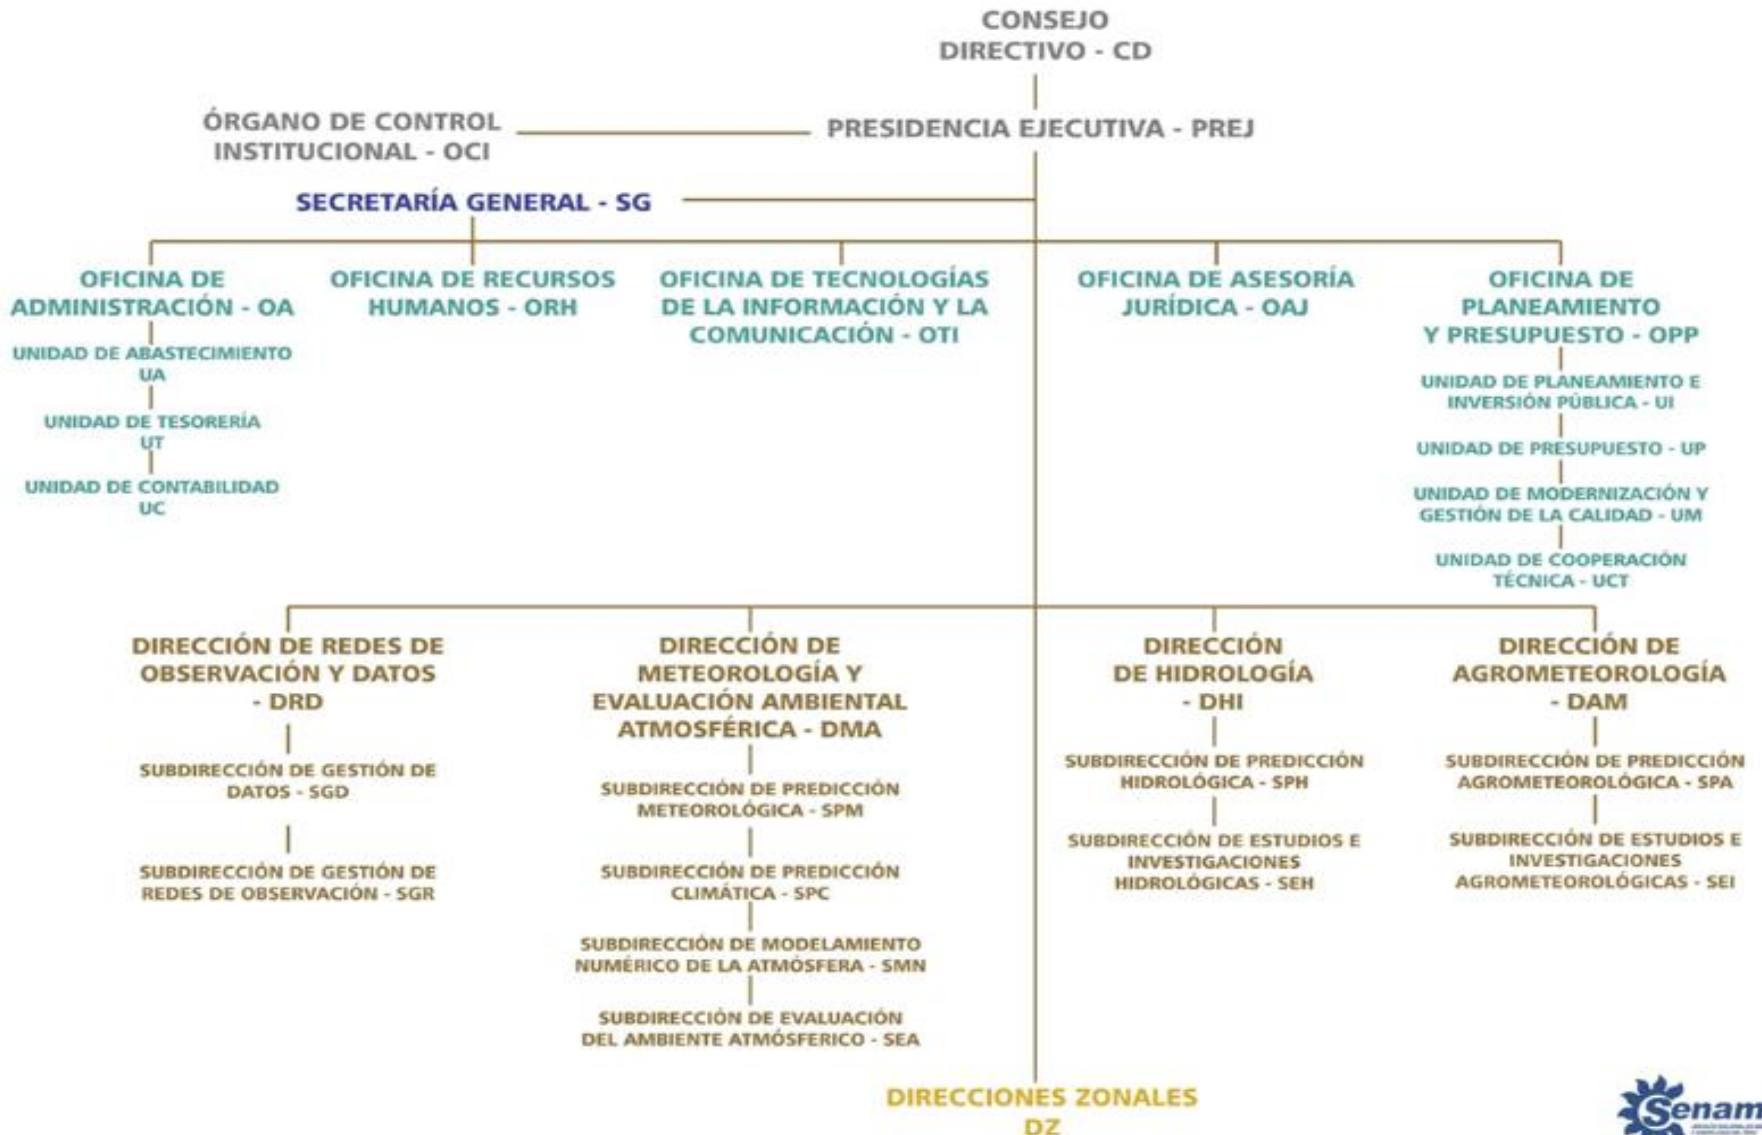 CONSEJO
DIRECTIVO - CD
ÓRGANO DE CONTROL
INSTITUCIONAL - OCI
PRESIDENCIA EJECUTIVA - PREJ
SECRETARÍA GENERAL - SG
OFICINA DE
ADMINISTRACIÓN - OA
UNIDAD DE ABASTECIMIENTO
UA
UNIDAD DE TESORERÍA
UT
UNIDAD DE CONTABILIDAD
UC
OFICINA DE RECURSOS
HUMANOS - ORH
OFICINA DE TECNOLOGÍAS
DE LA INFORMACIÓN Y LA
COMUNICACIÓN - OTI
OFICINA DE ASESORÍA
JURÍDICA - OAJ
OFICINA DE
PLANEAMIENTO
Y PRESUPUESTO - OPP
UNIDAD DE PLANEAMIENTO E
INVERSIÓN PÚBLICA - UI
UNIDAD DE PRESUPUESTO - UP
UNIDAD DE MODERNIZACIÓN Y
GESTIÓN DE LA CALIDAD - UM
UNIDAD DE COOPERACIÓN
TÉCNICA - UCT
DIRECCIÓN DE REDES DE
OBSERVACIÓN Y DATOS
- DRD
SUBDIRECCIÓN DE GESTIÓN DE
DATOS - SGD
SUBDIRECCIÓN DE GESTIÓN DE
REDES DE OBSERVACIÓN - SGR
DIRECCIÓN DE
METEOROLOGÍA Y
EVALUACIÓN AMBIENTAL
ATMOSFÉRICA - DMA
SUBDIRECCIÓN DE PREDICCIÓN
METEOROLÓGICA - SPM
SUBDIRECCIÓN DE PREDICCIÓN
CLIMÁTICA - SPC
SUBDIRECCIÓN DE MODELAMIENTO
NUMÉRICO DE LA ATMÓSFERA - SMN
SUBDIRECCIÓN DE EVALUACIÓN
DEL AMBIENTE ATMÓSFERICO - SEA
DIRECCIÓN
DE HIDROLOGÍA
- DHI
SUBDIRECCIÓN DE PREDICCIÓN
HIDROLÓGICA - SPH
SUBDIRECCIÓN DE ESTUDIOS E
INVESTIGACIONES
HIDROLÓGICAS - SEH
DIRECCIÓN DE
AGROMETEOROLOGÍA
- DAM
SUBDIRECCIÓN DE PREDICCIÓN
AGROMETEOROLÓGICA - SPA
SUBDIRECCIÓN DE ESTUDIOS E
INVESTIGACIONES
AGROMETEOROLÓGICAS - SEI
DIRECCIONES ZONALES
DZ
Senam